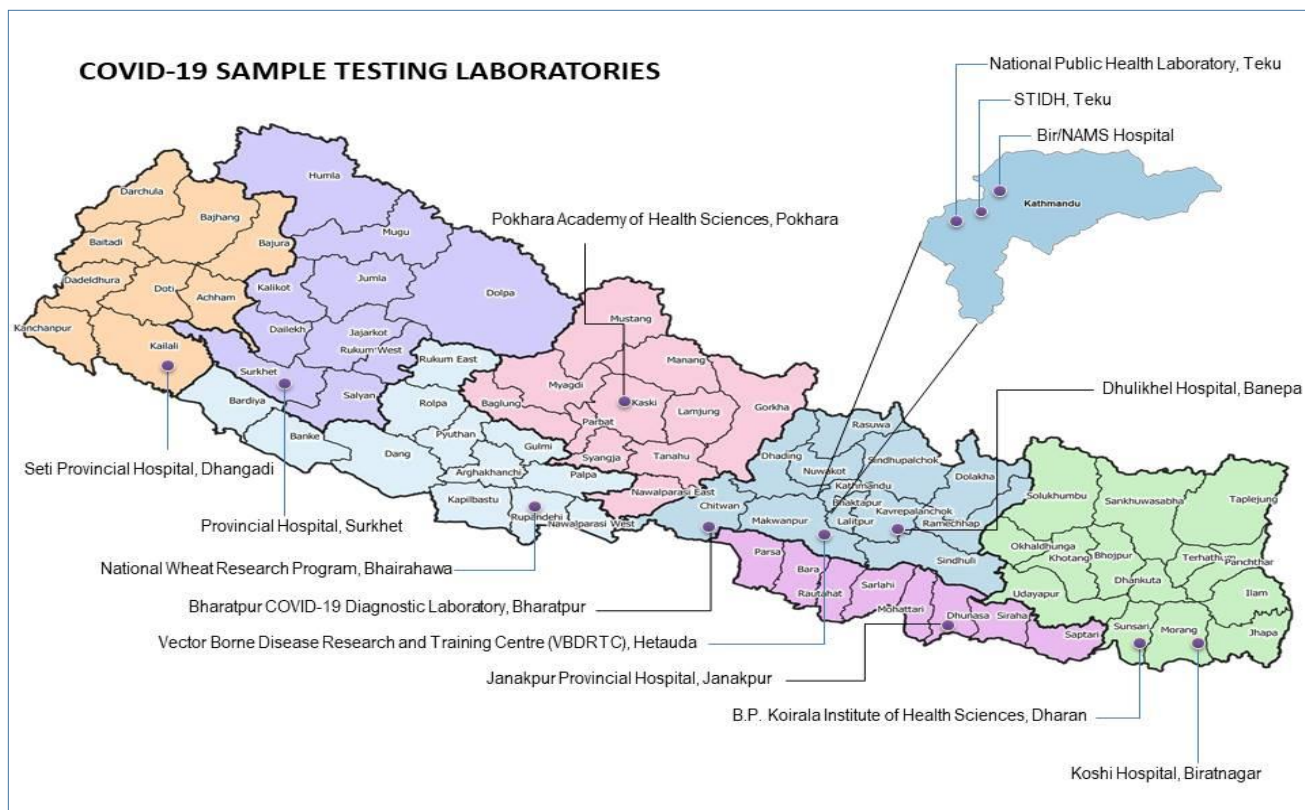 COVID-19 SAMPLE TESTING LABORATORIES
National Public Health Laboratory, Teku
STIDH, Teku
Bir/NAMS Hospital
Kathmandu
Pokhara Academy of Health Sciences, Pokhara
Dhulikhel Hospital, Banepa
Seti Provincial Hospital, Dhangadi
Provincial Hospital, Surkhet
National Wheat Research Program, Bhairahawa
Bharatpur COVID-19 Diagnostic Laboratory, Bharatpur
Vector Borne Disease Research and Training Centre (VBDRTC), Hetauda
Janakpur Provincial Hospital, Janakpur
B.P. Koirala Institute of Health Sciences, Dharan
Koshi Hospital, Biratnagar
Darchula
Bajhang
Baitadi
Bajura
Dadeldhura
Doti
Achham
Kanchanpur
Kailali
Humla
Mugu
Jumla
Kalikot
Dolpa
Dailekh
Jajarkot
Rukum West
Surkhet
Salyan
Rukum East
Bardiya
Rolpa
Banke
Pyuthan
Dang
Gulmi
Arghakhanchi
Palpa
Kapilbastu
Rupandehi
Nawalparasi West
Mustang
Manang
Myagdi
Baglung
Kaski
Lamjung
Gorkha
Parbat
Syangja
Tanahu
Nawalparasi East
Rasuwa
Dhading
Nuwakot
Sindhupalchok
Dolakha
Kathmandu
Bhaktapur
Chitwan
Makwanpur
Lalitpur
Kavrepalanchok
Ramechhap
Sindhuli
Parsa
Bara
Rautahat
Sarlahi
Mohattari
Dhunasa
Siraha
Saptari
Solukhumbu
Sankhuwasabha
Taplejung
Okhaldhunga
Khotang
Bhojpur
Terhathum
Panchthar
Dhankuta
Udayapur
Ilam
Sunsari
Morang
Jhapa